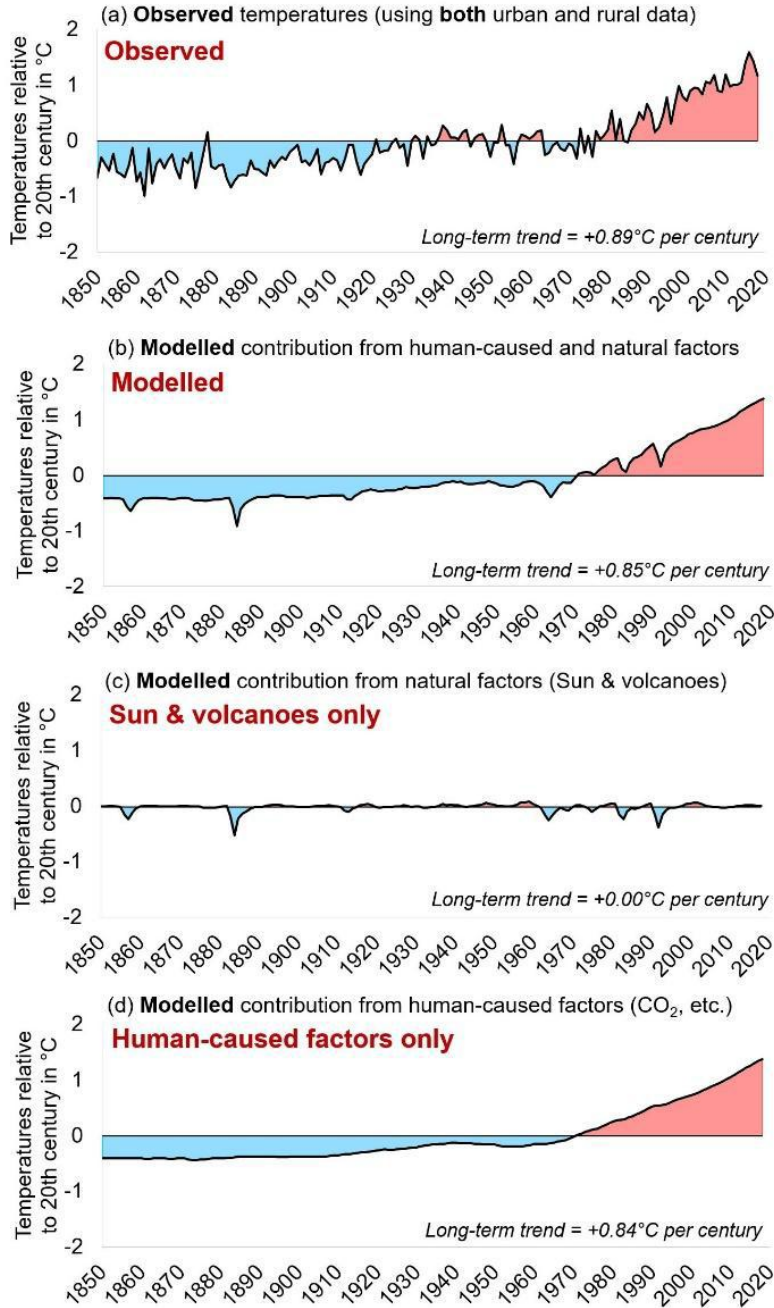 (a) Observed temperatures (using both urban and rural data)
Observed
Temperatures relative
to 20th century in °C
2
1
0
-1
-2
Long-term trend = +0.89°C per century
1850 1860 1870 1880 1890 1900 1910 1920 1930 1940 1950 1960 1970 1980 1990 2000 2010 2020
(b) Modelled contribution from human-caused and natural factors
Modelled
Temperatures relative
to 20th century in °C
2
1
0
-1
-2
Long-term trend = +0.85°C per century
1850 1860 1870 1880 1890 1900 1910 1920 1930 1940 1950 1960 1970 1980 1990 2000 2010 2020
(c) Modelled contribution from natural factors (Sun & volcanoes)
Sun & volcanoes only
Temperatures relative
to 20th century in °C
2
1
0
-1
-2
Long-term trend = +0.00°C per century
1850 1860 1870 1880 1890 1900 1910 1920 1930 1940 1950 1960 1970 1980 1990 2000 2010 2020
(d) Modelled contribution from human-caused factors (CO₂, etc.)
Human-caused factors only
Temperatures relative
to 20th century in °C
2
1
0
-1
-2
Long-term trend = +0.84°C per century
1850 1860 1870 1880 1890 1900 1910 1920 1930 1940 1950 1960 1970 1980 1990 2000 2010 2020